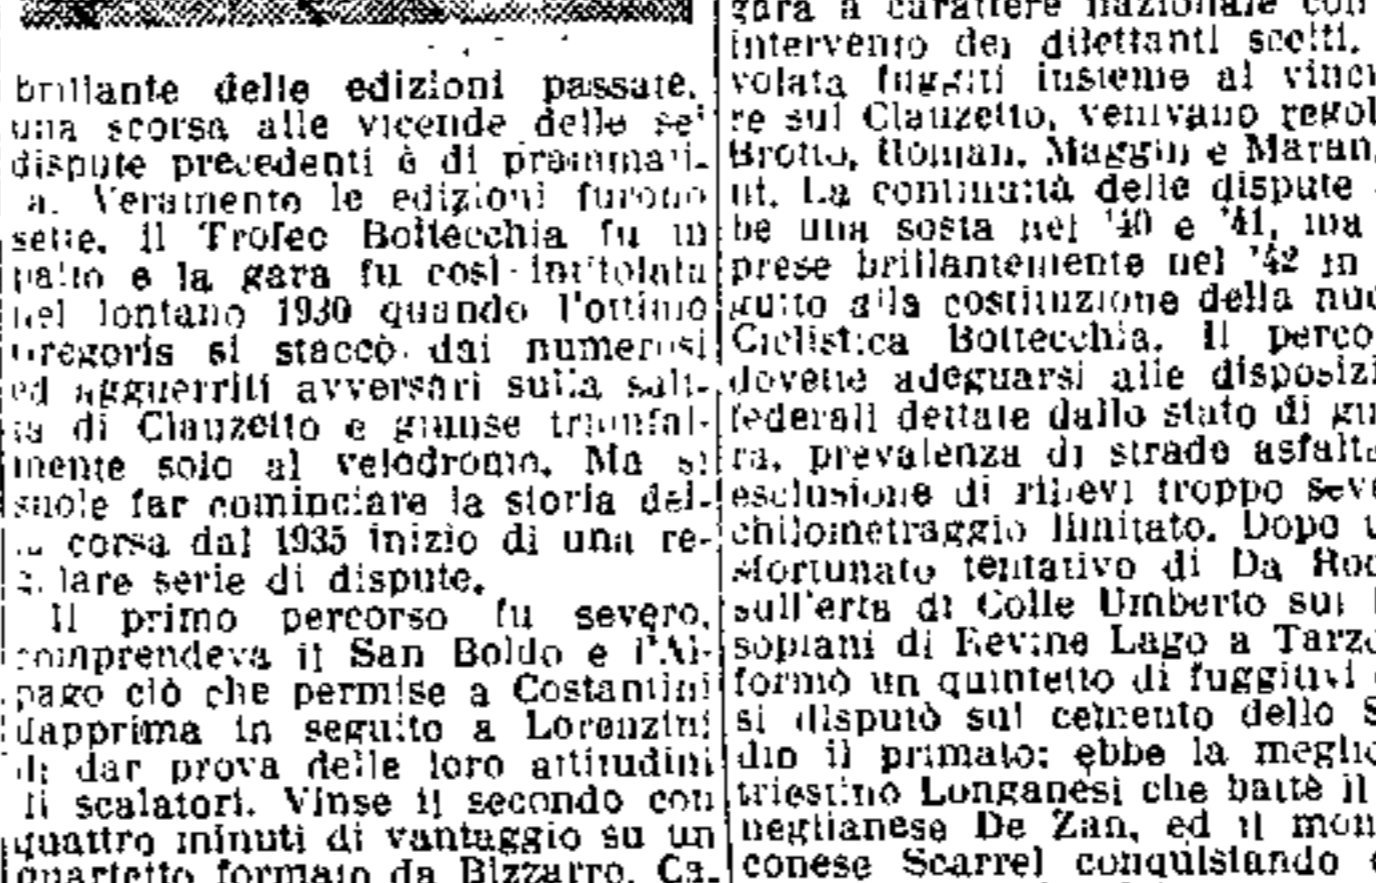 brillante delle edizioni passate.
una scorsa alle vicende delle sei
dispute precedenti è di prammati-
a. Veramente le edizioni furono
sette. Il Trofeo Bottecchia fu in
palio e la gara fu così intitolata
nel lontano 1930 quando l'ottimo
Gregoris si staccò dai numerosi
ed agguerriti avversari sulla sali-
ta di Clauzetto e giunse trionfal-
mente solo al velodromo. Ma si
suole far cominciare la storia del-
la corsa dal 1935 inizio di una re-
lare serie di dispute.
Il primo percorso fu severo,
comprendeva il San Boldo e l'Al-
pago ciò che permise a Costantini
dapprima in seguito a Lorenzini
di dar prova delle loro attitudini
di scalatori. Vinse il secondo con
quattro minuti di vantaggio su un
quartetto formato da Bizzarro, Ca-
gara a carattere nazionale con
intervento dei dilettanti scelti.
volata fuggiti insieme al vinci
re sul Clauzetto, venivano regol
Brotto, Roman, Maggin e Maran,
ut. La continuità delle dispute
be una sosta nel '40 e '41, ma
prese brillantemente nel '42 in
guito alla costituzione della nuo
Ciclistica Bottecchia. Il perco
dovette adeguarsi alle disposizi
federali dettate dallo stato di gu
ra, prevalenza di strade asfalta
esclusione di rilievi troppo seve
chilometraggio limitato. Dopo u
sfortunato tentativo di Da Rod
sull'erta di Colle Umberto sui
sopiani di Revine Lago a Tarzo
formò un quintetto di fuggitivi
si disputò sul cemento dello S
dio il primato: ebbe la meglio
triestino Longanesi che battè il
neglianese De Zan, ed il mon
conese Scarrel conquistando